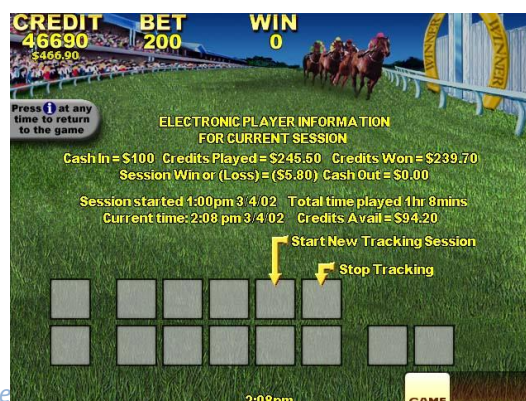 CREDIT BET WIN
46690 200 0
$466.90
Press i at any
time to return
to the game
ELECTRONIC PLAYER INFORMATION
FOR CURRENT SESSION
Cash In = $100 Credits Played = $245.50 Credits Won = $239.70
Session Win or (Loss) = ($5.80) Cash Out = $0.00
Session started 1:00pm 3/4/02 Total time played 1hr 8mins
Current time: 2:08 pm 3/4/02 Credits Avail = $94.20
Start New Tracking Session
Stop Tracking
WINNER
WINNER
e
2:08pm
GAME